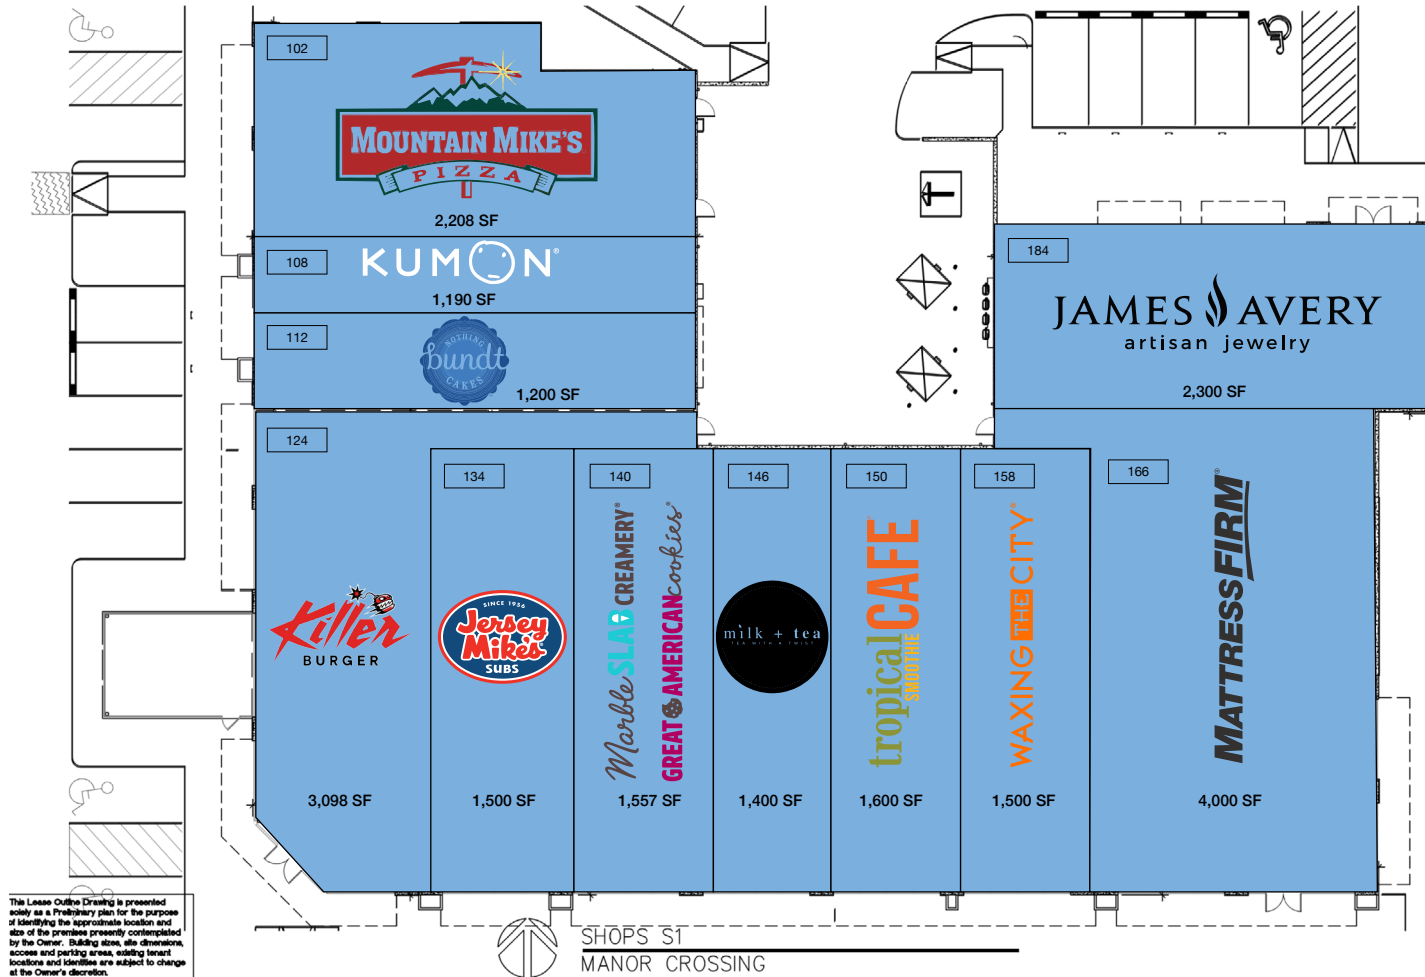 102
MOUNTAIN MIKE'S
PIZZA
2,208 SF
108
KUMON®
1,190 SF
112
NOTHING
bundt
CAKES
1,200 SF
184
JAMES AVERY
artisan jewelry
2,300 SF
124
Killer
BURGER
3,098 SF
134
SINCE 1956
Jersey
Mike's
SUBS
1,500 SF
140
Marble SLAB CREAMERY®
GREAT AMERICAN cookies®
1,557 SF
146
milk + tea
TEA WITH A TWIST
1,400 SF
150
tropical CAFE
SMOOTHIE
1,600 SF
158
WAXING THE CITY®
1,500 SF
166
MATTRESSFIRM®
4,000 SF
This Lease Outline Drawing is presented
solely as a Preliminary plan for the purpose
of identifying the approximate location and
size of the premises presently contemplated
by the Owner. Building sizes, site dimensions,
access and parking areas, existing tenant
locations and identities are subject to change
at the Owner's discretion.
SHOPS S1
MANOR CROSSING